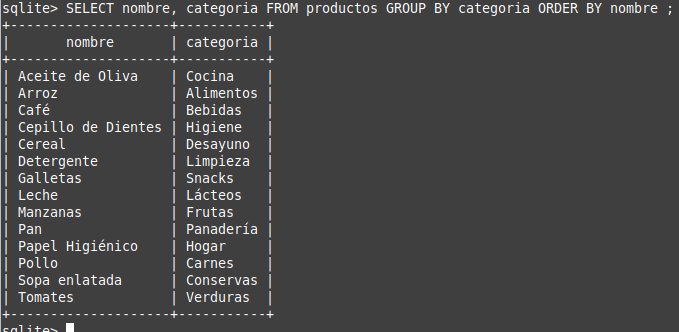 sqlite> SELECT nombre, categoria FROM productos GROUP BY categoria ORDER BY nombre ;
+--------------------+-----------+
|       nombre       | categoria |
+--------------------+-----------+
| Aceite de Oliva    | Cocina    |
| Arroz              | Alimentos |
| Café               | Bebidas   |
| Cepillo de Dientes | Higiene   |
| Cereal             | Desayuno  |
| Detergente         | Limpieza  |
| Galletas           | Snacks    |
| Leche              | Lácteos   |
| Manzanas           | Frutas    |
| Pan                | Panadería |
| Papel Higiénico    | Hogar     |
| Pollo              | Carnes    |
| Sopa enlatada      | Conservas |
| Tomates            | Verduras  |
+--------------------+-----------+
sqlite>